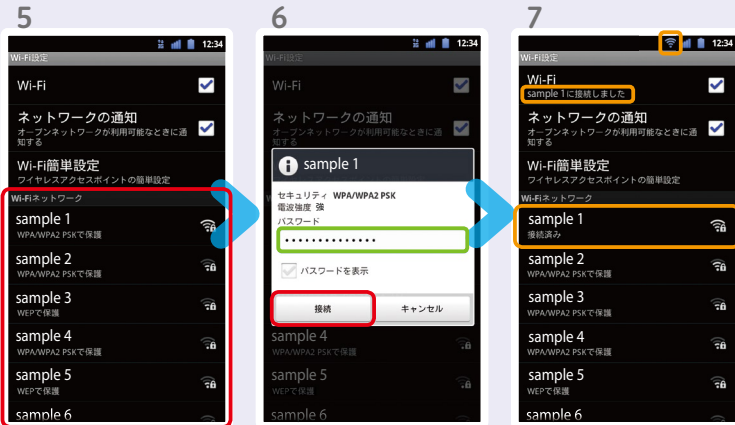 5
12:34
Wi-Fi設定
Wi-Fi
ネットワークの通知
オープンネットワークが利用可能なときに通
知する
Wi-Fi簡単設定
ワイヤレスアクセスポイントの簡単設定
Wi-Fiネットワーク
sample 1
WPA/WPA2 PSKで保護
sample 2
WPA/WPA2 PSKで保護
sample 3
WEPで保護
sample 4
WPA/WPA2 PSKで保護
sample 5
WEPで保護
sample 6
6
12:34
Wi-Fi設定
Wi-Fi
ネットワークの通知
オープンネットワークが利用可能なときに通
知する
sample 1
セキュリティ WPA/WPA2 PSK
電波強度 強
パスワード
••••••••••••••
パスワードを表示
接続
キャンセル
sample 4
WPA/WPA2 PSKで保護
sample 5
WEPで保護
sample 6
7
12:34
Wi-Fi設定
Wi-Fi
sample 1に接続しました
ネットワークの通知
オープンネットワークが利用可能なときに通
知する
Wi-Fi簡単設定
ワイヤレスアクセスポイントの簡単設定
Wi-Fiネットワーク
sample 1
接続済み
sample 2
WPA/WPA2 PSKで保護
sample 3
WPA/WPA2 PSKで保護
sample 4
WPA/WPA2 PSKで保護
sample 5
WEPで保護
sample 6